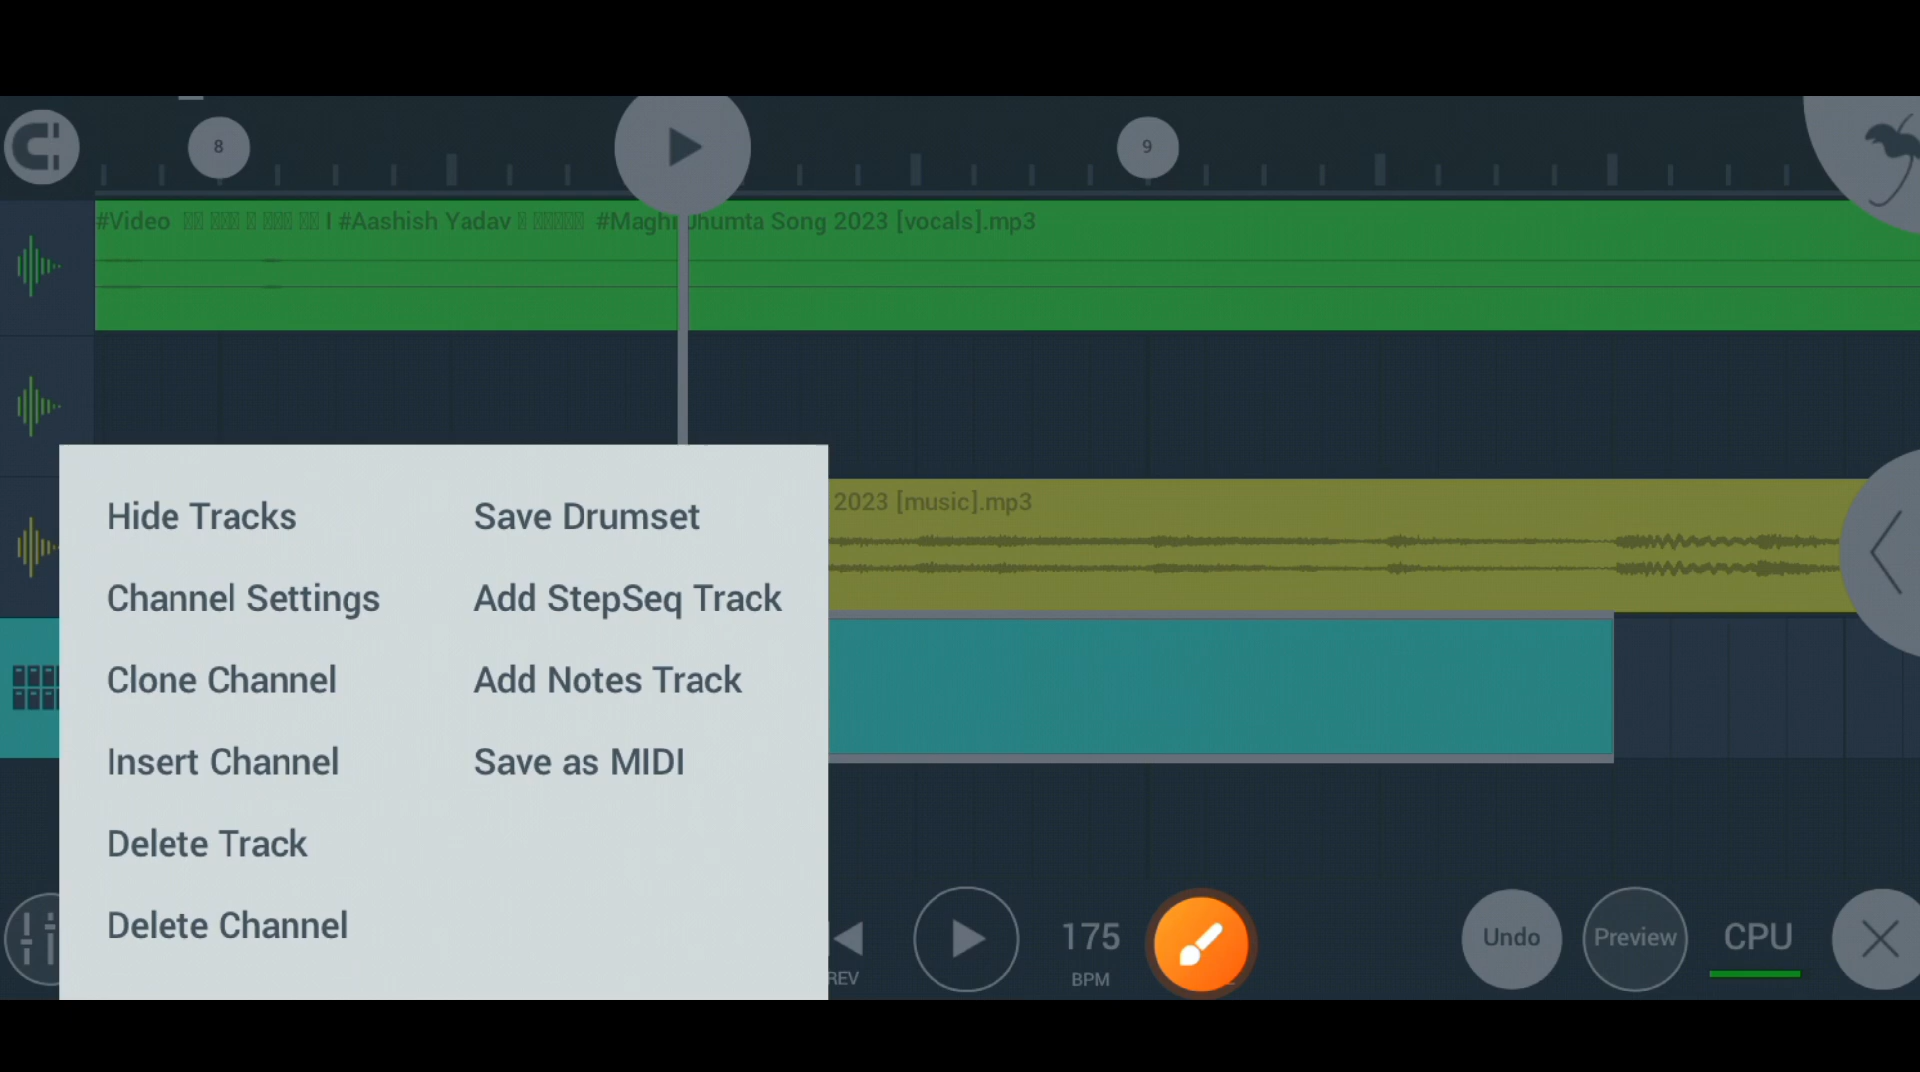 8
9
#Video I #Aashish Yadav #Maghi Jhumta Song 2023 [vocals].mp3
2023 [music].mp3
Hide Tracks
Save Drumset
Channel Settings
Add StepSeq Track
Clone Channel
Add Notes Track
Insert Channel
Save as MIDI
Delete Track
Delete Channel
REV
175
BPM
Undo
Preview
CPU